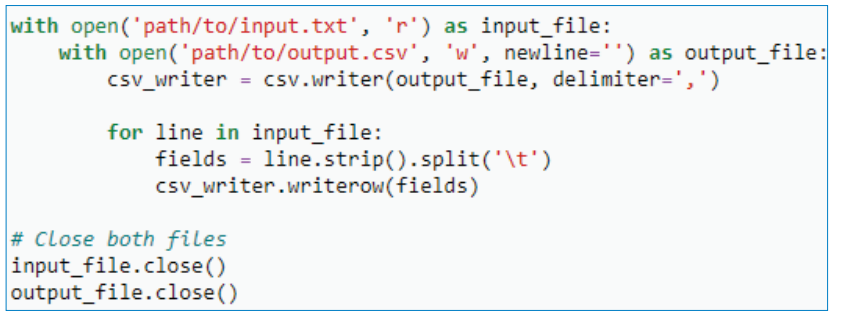 with open('path/to/input.txt', 'r') as input_file:
    with open('path/to/output.csv', 'w', newline='') as output_file:
        csv_writer = csv.writer(output_file, delimiter=',')

        for line in input_file:
            fields = line.strip().split('\t')
            csv_writer.writerow(fields)

# Close both files
input_file.close()
output_file.close()